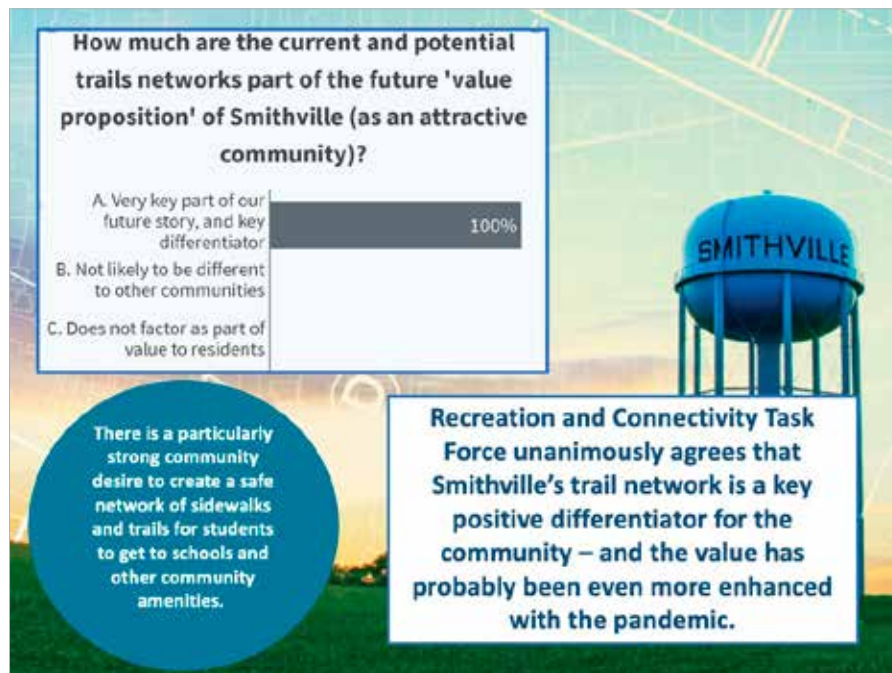 How much are the current and potential
trails networks part of the future 'value
proposition' of Smithville (as an attractive
community)?
A. Very key part of our
future story, and key
differentiator
100%
B. Not likely to be different
to other communities
C. Does not factor as part of
value to residents
SMITHVILLE
There is a particularly
strong community
desire to create a safe
network of sidewalks
and trails for students
to get to schools and
other community
amenities.
Recreation and Connectivity Task
Force unanimously agrees that
Smithville's trail network is a key
positive differentiator for the
community – and the value has
probably been even more enhanced
with the pandemic.